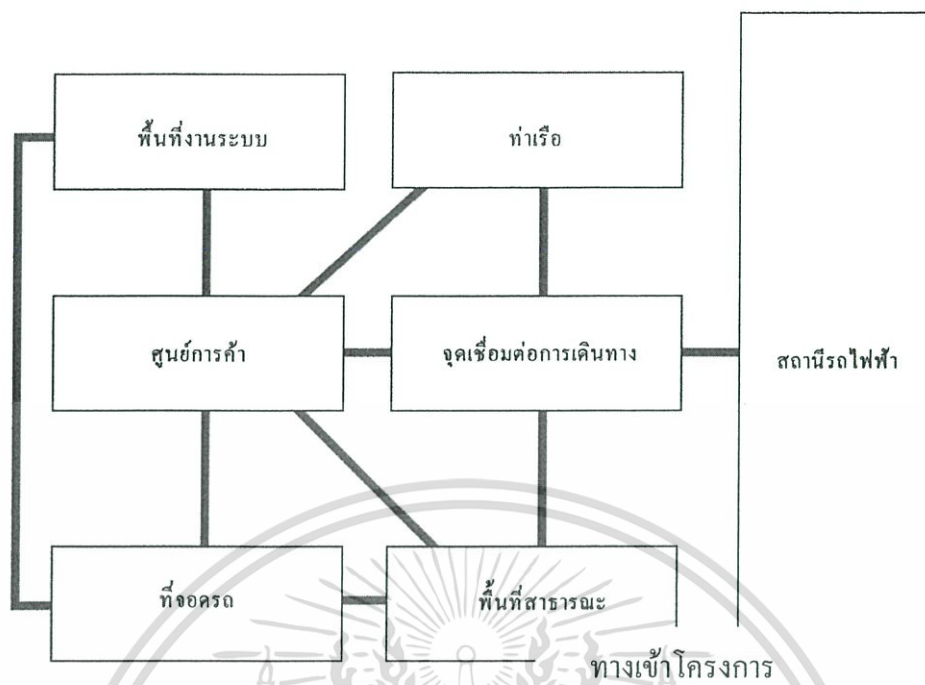 พื้นที่งานระบบ
ท่าเรือ
ศูนย์การค้า
จุดเชื่อมต่อการเดินทาง
สถานีรถไฟฟ้า
ที่จอดรถ
พื้นที่สาธารณะ
ทางเข้าโครงการ